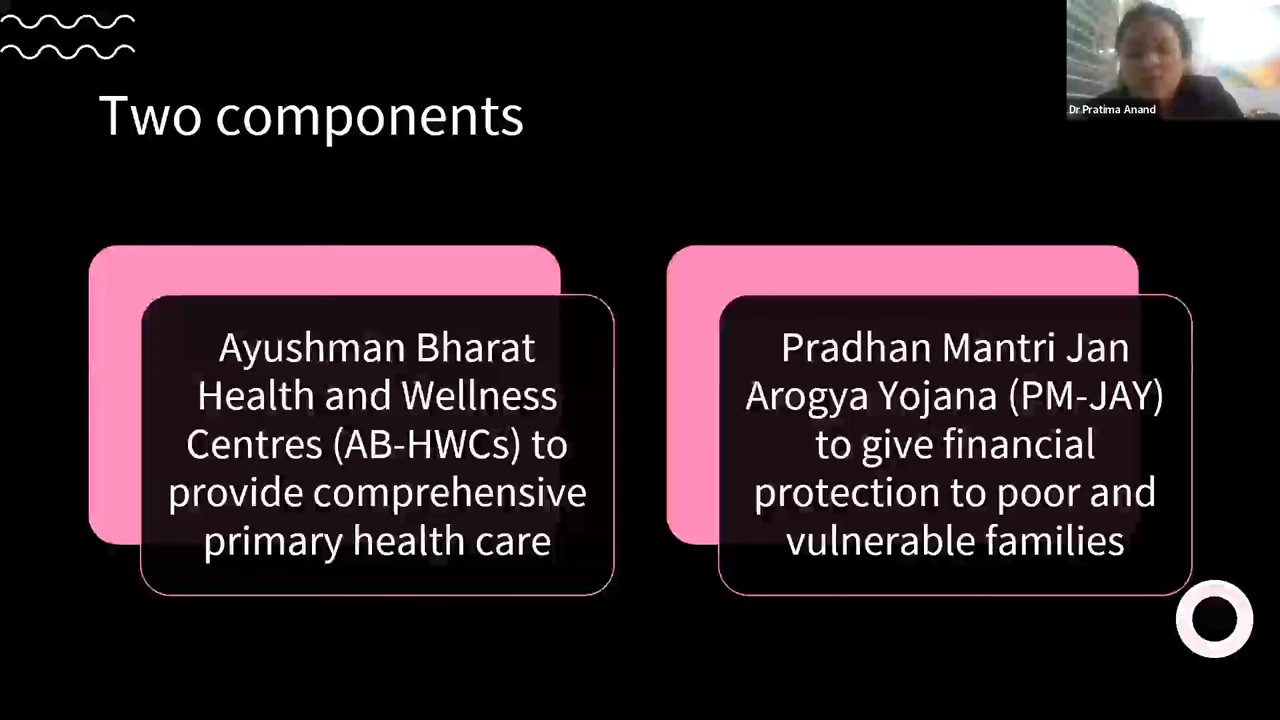 Dr Pratima Anand
Two components
Ayushman Bharat
Health and Wellness
Centres (AB-HWCs) to
provide comprehensive
primary health care
Pradhan Mantri Jan
Arogya Yojana (PM-JAY)
to give financial
protection to poor and
vulnerable families